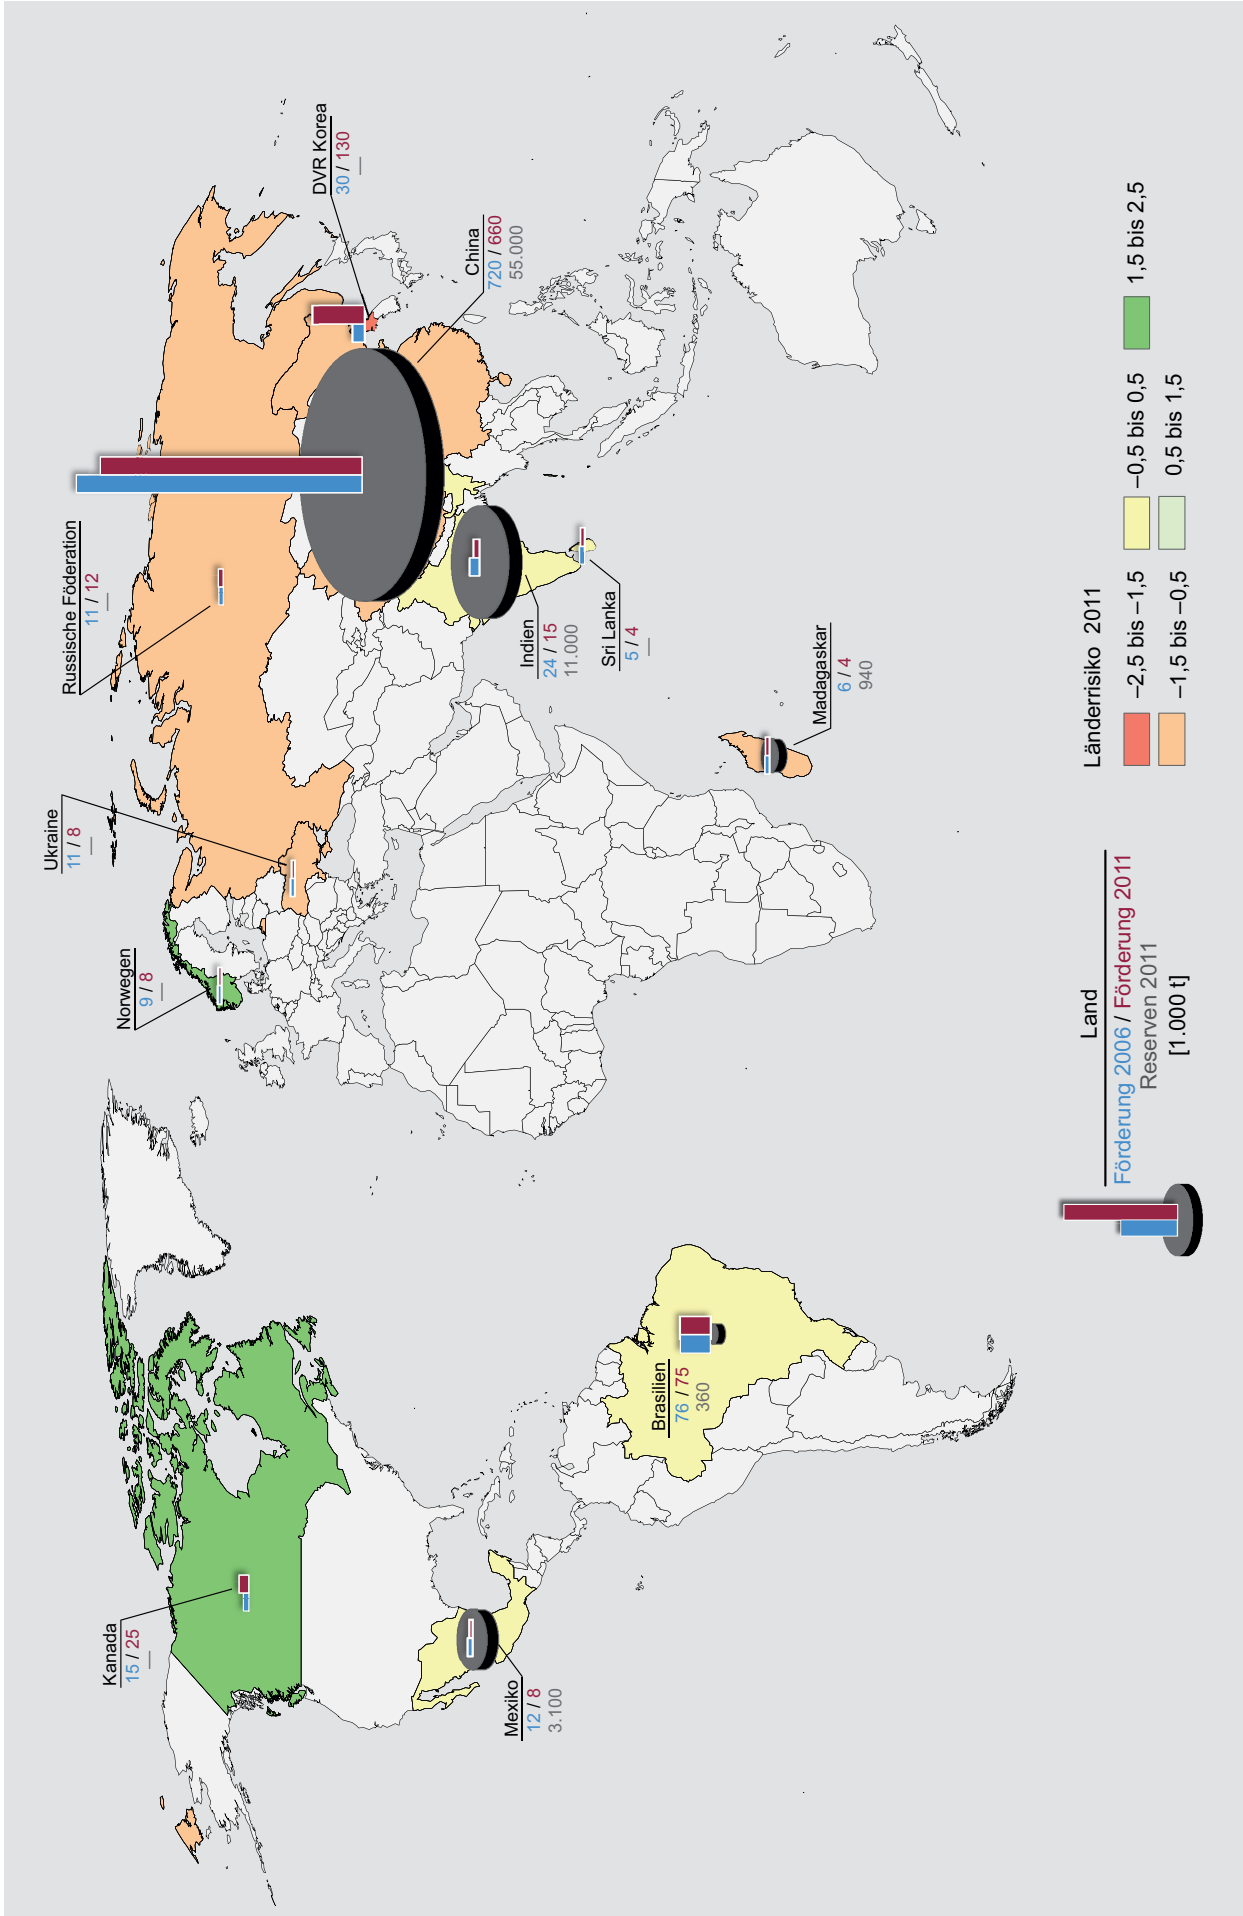 Kanada
15 / 25
—
Mexiko
12 / 8
3.100
Brasilien
76 / 75
360
Norwegen
9 / 8
—
Ukraine
11 / 8
—
Russische Föderation
11 / 12
—
DVR Korea
30 / 130
—
China
720 / 660
55.000
Indien
24 / 15
11.000
Sri Lanka
5 / 4
—
Madagaskar
6 / 4
940
Land
Förderung 2006 / Förderung 2011
Reserven 2011
[1.000 t]
Länderrisiko 2011
−2,5 bis −1,5
−0,5 bis 0,5
1,5 bis 2,5
−1,5 bis −0,5
0,5 bis 1,5